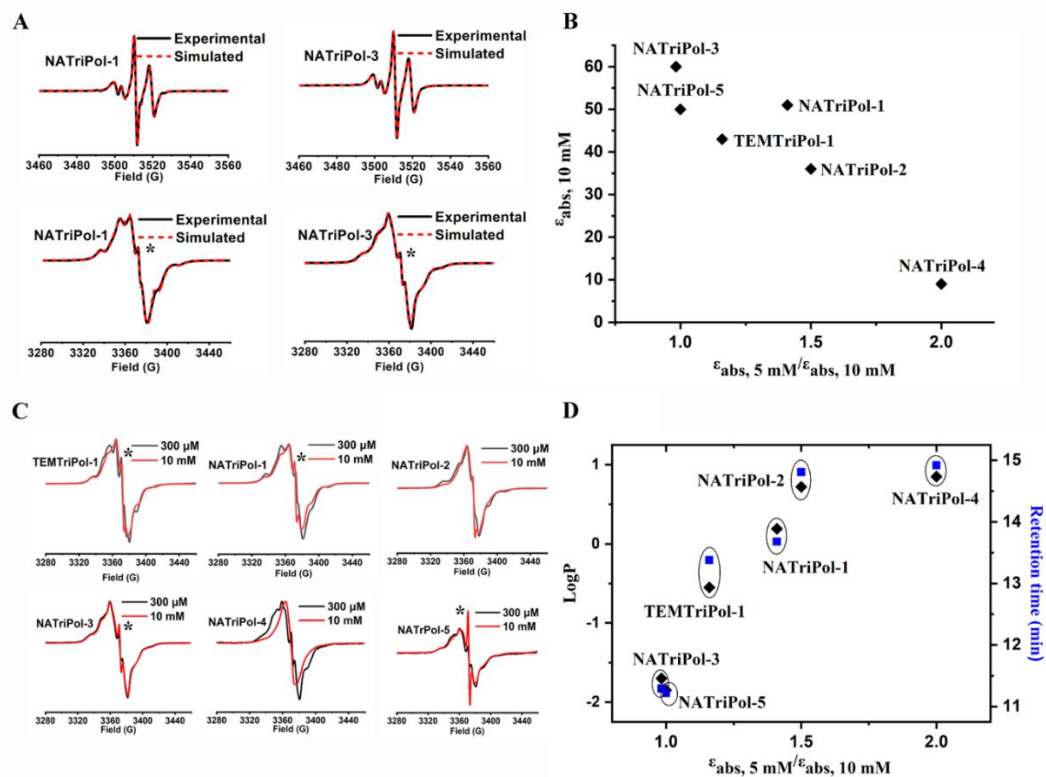 A
Experimental
Simulated
NATriPol-1
3460 3480 3500 3520 3540 3560
Field (G)
Experimental
Simulated
NATriPol-3
3460 3480 3500 3520 3540 3560
Field (G)
Experimental
Simulated
NATriPol-1
*
3280 3320 3360 3400 3440
Field (G)
Experimental
Simulated
NATriPol-3
*
3280 3320 3360 3400 3440
Field (G)
B
70
60
50
40
30
20
10
0
εabs, 10 mM
NATriPol-3
NATriPol-5
NATriPol-1
TEMTriPol-1
NATriPol-2
NATriPol-4
1.0 1.5 2.0
εabs, 5 mM/εabs, 10 mM
C
300 µM
10 mM
TEMTriPol-1
*
3280 3320 3360 3400 3440
Field (G)
300 µM
10 mM
NATriPol-1
*
3280 3320 3360 3400 3440
Field (G)
300 µM
10 mM
NATriPol-2
3280 3320 3360 3400 3440
Field (G)
300 µM
10 mM
NATriPol-3
*
3280 3320 3360 3400 3440
Field (G)
300 µM
10 mM
NATriPol-4
3280 3320 3360 3400 3440
Field (G)
300 µM
10 mM
*
NATrPol-5
3280 3320 3360 3400 3440
Field (G)
D
1
0
-1
-2
LogP
NATriPol-2
NATriPol-4
NATriPol-1
TEMTriPol-1
NATriPol-3
NATriPol-5
15
14
13
12
11
Retention time (min)
1.0 1.5 2.0
εabs, 5 mM/εabs, 10 mM